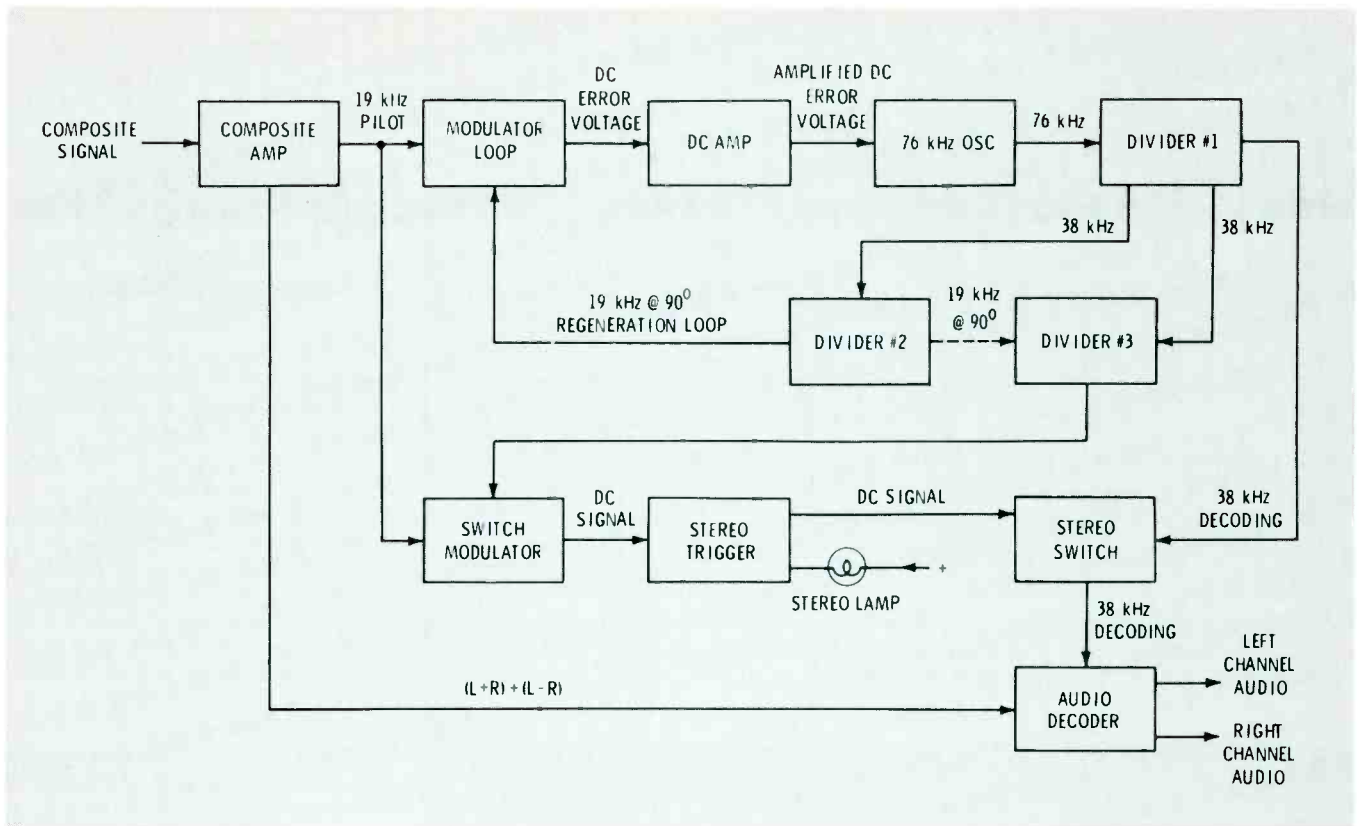 COMPOSITE
SIGNAL
COMPOSITE
AMP
19 kHz
PILOT
MODULATOR
LOOP
DC
ERROR
VOLTAGE
DC AMP
AMPLIFIED DC
ERROR
VOLTAGE
76 kHz OSC
76 kHz
DIVIDER #1
38 kHz
38 kHz
19 kHz @ 90⁰
REGENERATION LOOP
DIVIDER #2
19 kHz
@ 90⁰
DIVIDER #3
SWITCH
MODULATOR
DC
SIGNAL
STEREO
TRIGGER
DC SIGNAL
+
STEREO LAMP
STEREO
SWITCH
38 kHz
DECODING
38 kHz
DECODING
(L+R) + (L-R)
AUDIO
DECODER
LEFT
CHANNEL
AUDIO
RIGHT
CHANNEL
AUDIO